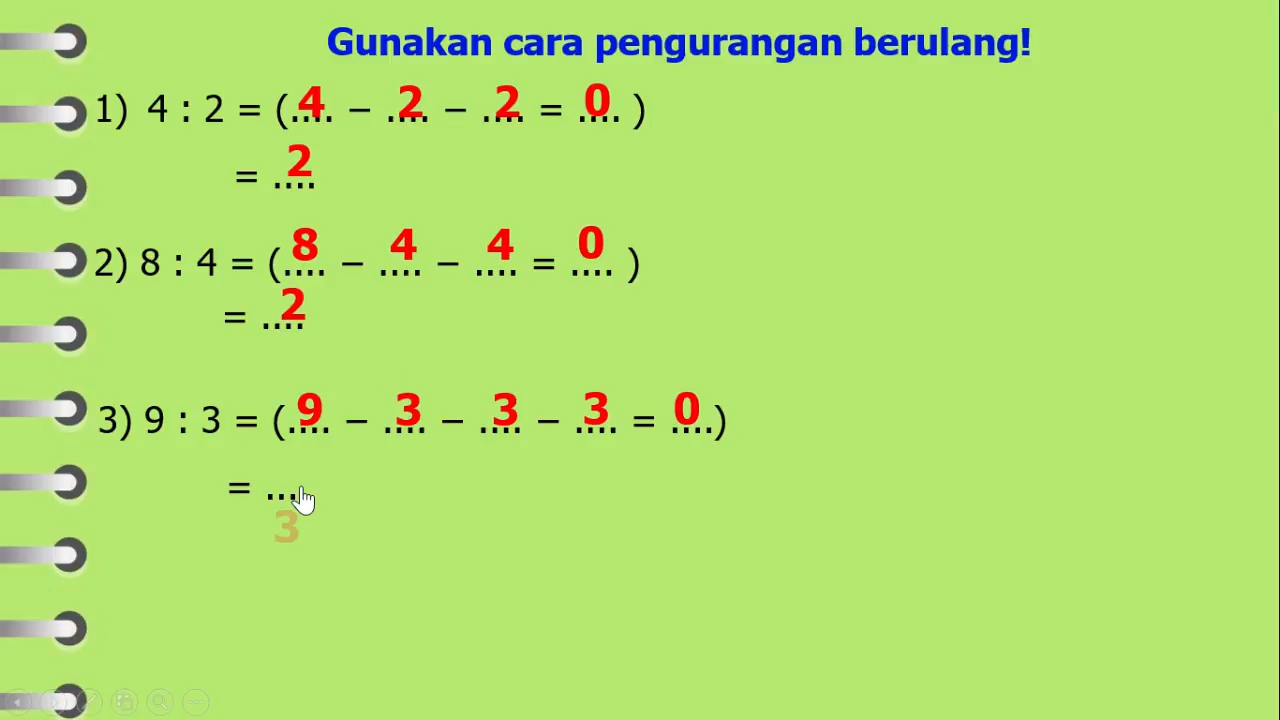 Gunakan cara pengurangan berulang!
1) 4 : 2 = (4 − 2 − 2 = 0 )
= 2
2) 8 : 4 = (8 − 4 − 4 = 0 )
= 2
3) 9 : 3 = (9 − 3 − 3 − 3 = 0)
= ....
3